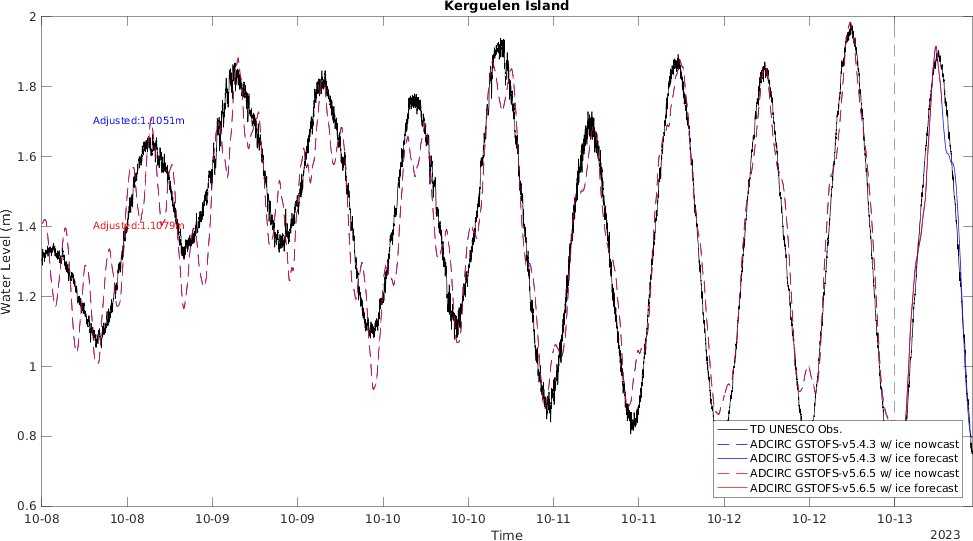 Kerguelen Island
2
1.8
1.6
1.4
1.2
1
0.8
0.6
Water Level (m)
Adjusted:1.1051m
Adjusted:1.1079m
TD UNESCO Obs.
ADCIRC GSTOFS-v5.4.3 w/ ice nowcast
ADCIRC GSTOFS-v5.4.3 w/ ice forecast
ADCIRC GSTOFS-v5.6.5 w/ ice nowcast
ADCIRC GSTOFS-v5.6.5 w/ ice forecast
10-08 10-08 10-09 10-09 10-10 10-10 10-11 10-11 10-12 10-12 10-13
Time
2023